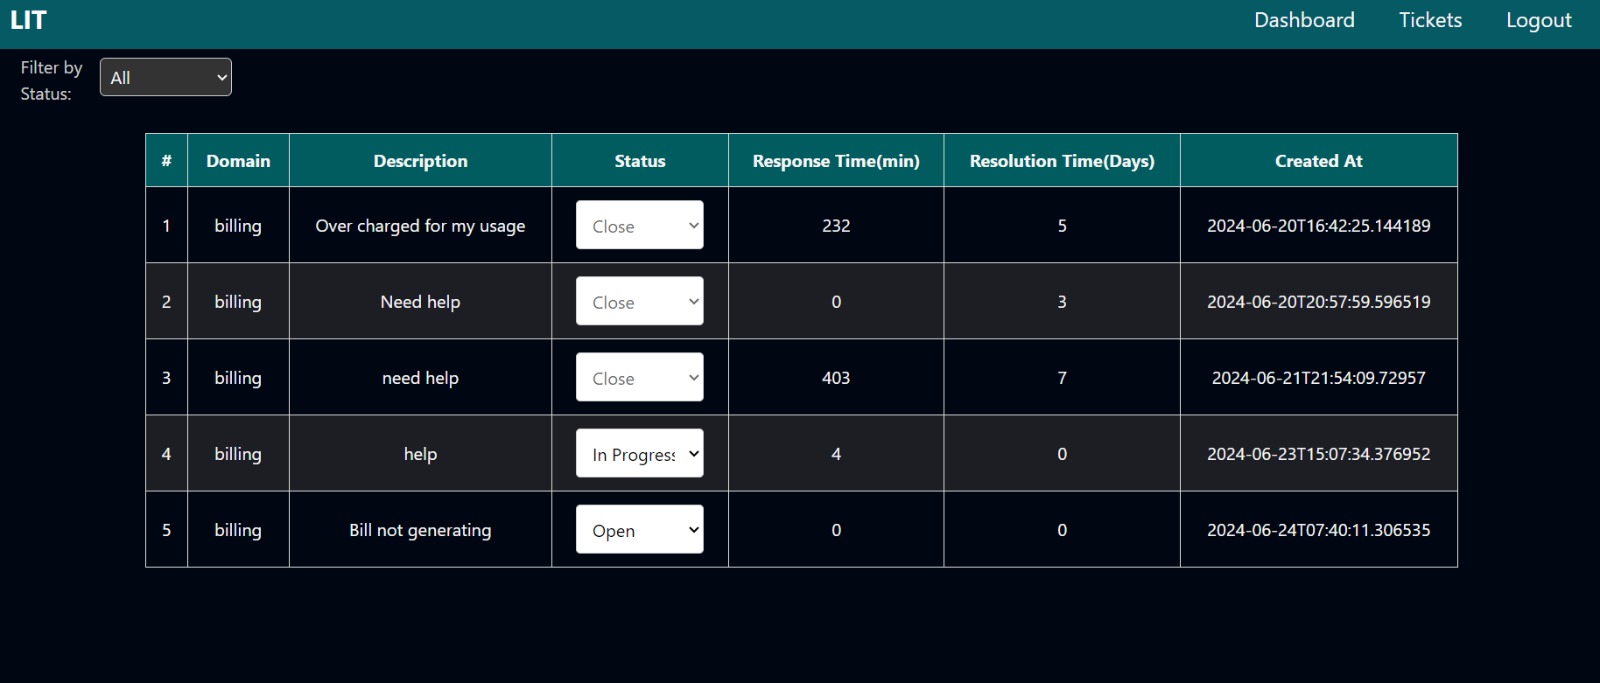 LIT Dashboard Tickets Logout
Filter by All
Status:
# Domain Description Status Response Time(min) Resolution Time(Days) Created At
1 billing Over charged for my usage Close 232 5 2024-06-20T16:42:25.144189
2 billing Need help Close 0 3 2024-06-20T20:57:59.596519
3 billing need help Close 403 7 2024-06-21T21:54:09.72957
4 billing help In Progress 4 0 2024-06-23T15:07:34.376952
5 billing Bill not generating Open 0 0 2024-06-24T07:40:11.306535